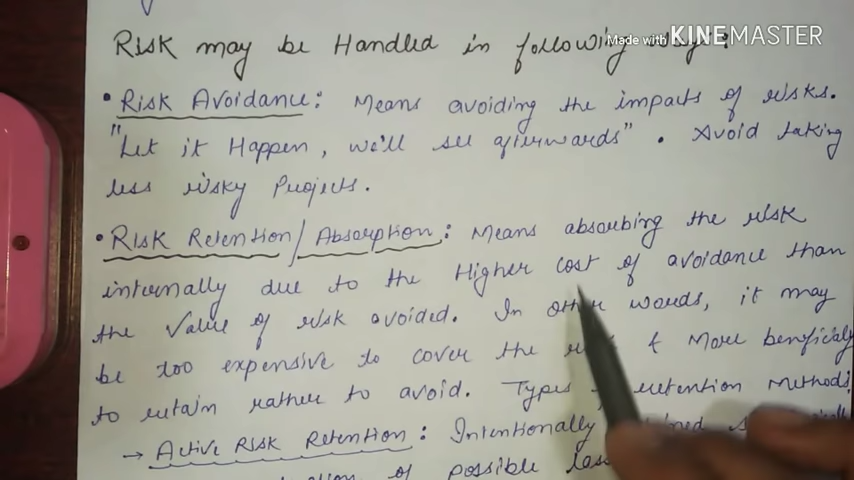 Made with KINEMASTER
Risk may be Handled in following
• Risk Avoidance: Means avoiding the impacts of risks.
"Let it Happen, we'll see afterwards". Avoid taking
less risky Projects.
• Risk Retention/Absorption: Means absorbing the risk
internally due to the Higher cost of avoidance than
the Value of risk avoided. In other words, it may
be too expensive to cover the & More beneficialy
to retain rather to avoid. Types retention methods
→ Active Risk Retention: Intentionally
of possible